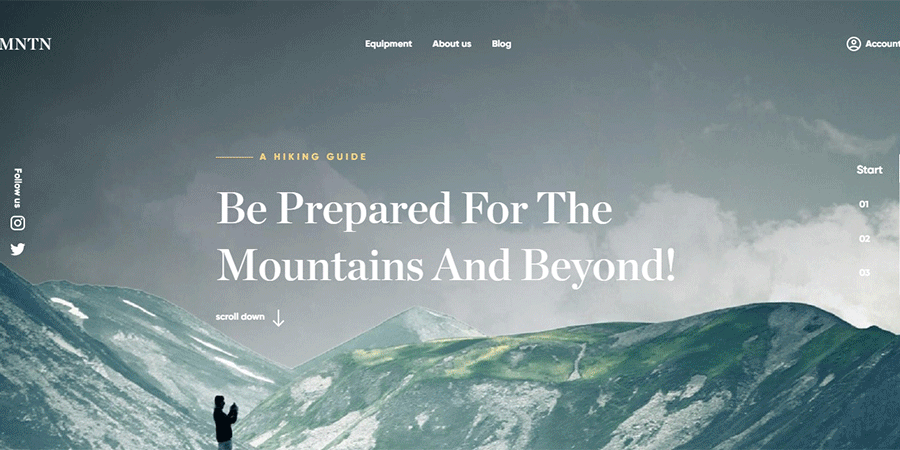 MNTN
Equipment
About us
Blog
Account
Follow us
A HIKING GUIDE
Be Prepared For The
Mountains And Beyond!
scroll down
Start
01
02
03